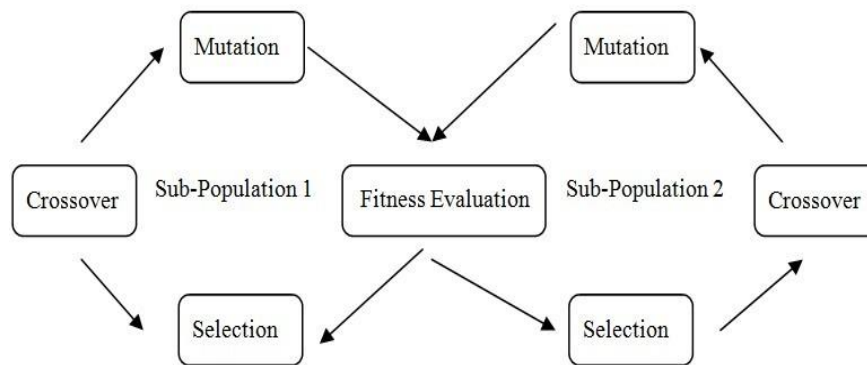 Mutation
Mutation
Crossover
Sub-Population 1
Fitness Evaluation
Sub-Population 2
Crossover
Selection
Selection